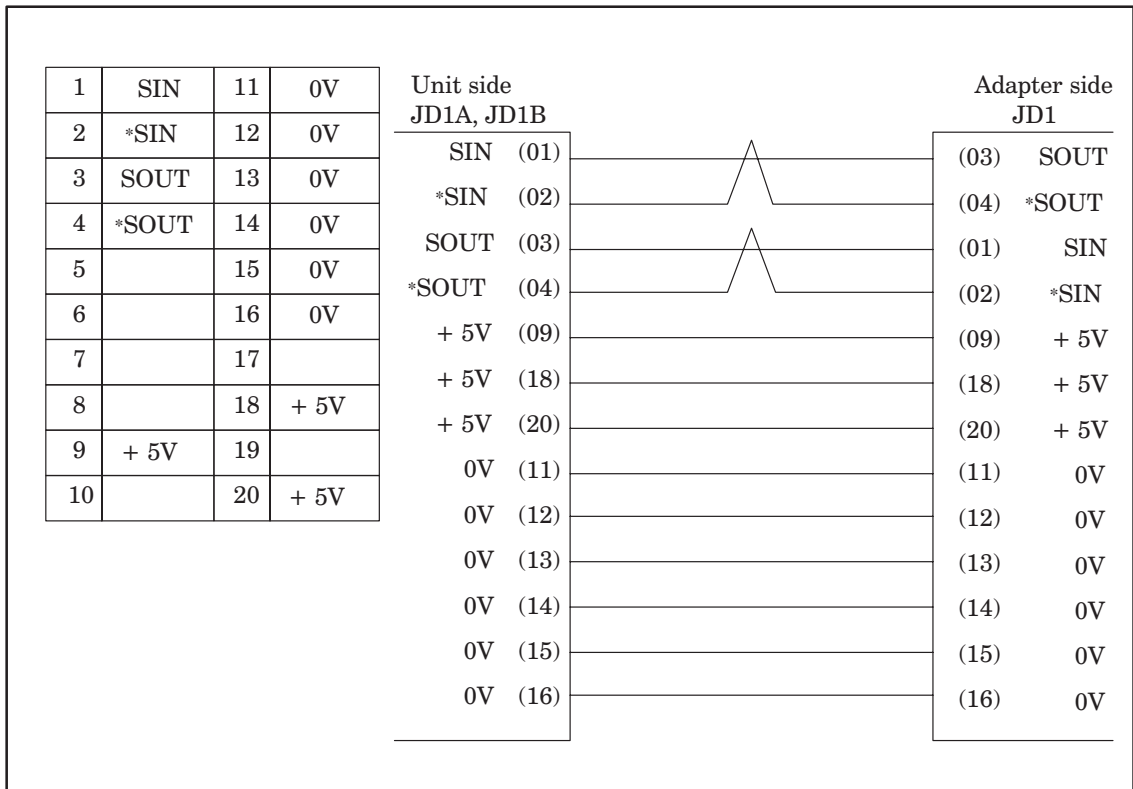 1 SIN 11 0V
2 *SIN 12 0V
3 SOUT 13 0V
4 *SOUT 14 0V
5 15 0V
6 16 0V
7 17
8 18 + 5V
9 + 5V 19
10 20 + 5V
Unit side
JD1A, JD1B
Adapter side
JD1
SIN (01) (03) SOUT
*SIN (02) (04) *SOUT
SOUT (03) (01) SIN
*SOUT (04) (02) *SIN
+ 5V (09) (09) + 5V
+ 5V (18) (18) + 5V
+ 5V (20) (20) + 5V
0V (11) (11) 0V
0V (12) (12) 0V
0V (13) (13) 0V
0V (14) (14) 0V
0V (15) (15) 0V
0V (16) (16) 0V